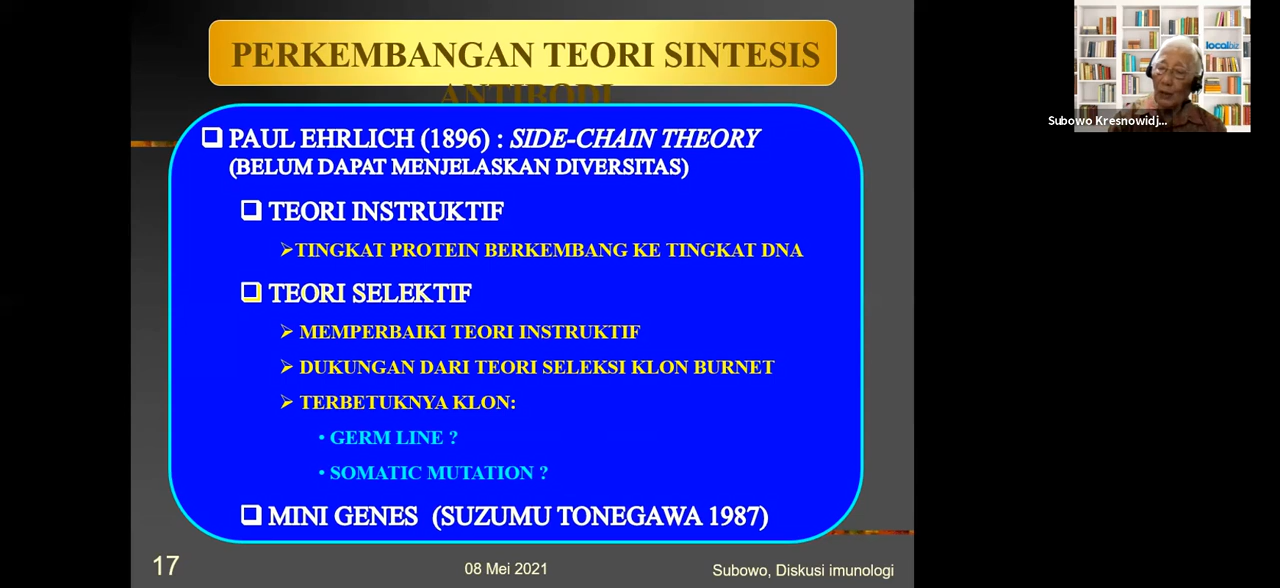 PERKEMBANGAN TEORI SINTESIS
ANTIBODI
❑ PAUL EHRLICH (1896) : SIDE-CHAIN THEORY
(BELUM DAPAT MENJELASKAN DIVERSITAS)
❑ TEORI INSTRUKTIF
➢TINGKAT PROTEIN BERKEMBANG KE TINGKAT DNA
❑ TEORI SELEKTIF
➢ MEMPERBAIKI TEORI INSTRUKTIF
➢ DUKUNGAN DARI TEORI SELEKSI KLON BURNET
➢ TERBETUKNYA KLON:
• GERM LINE ?
• SOMATIC MUTATION ?
❑ MINI GENES (SUZUMU TONEGAWA 1987)
17
08 Mei 2021
Subowo, Diskusi imunologi
localbiz
Subowo Kresnowidj...